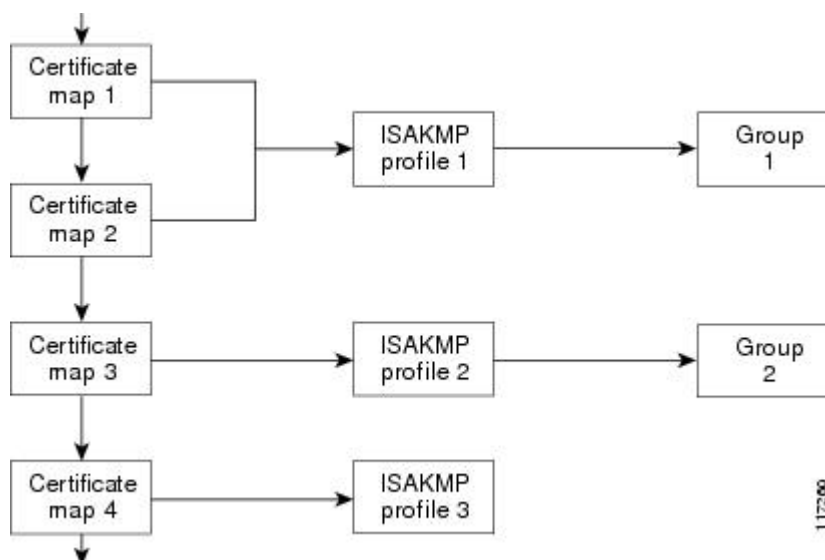 Certificate
map 1
ISAKMP
profile 1
Group
1
Certificate
map 2
Certificate
map 3
ISAKMP
profile 2
Group
2
Certificate
map 4
ISAKMP
profile 3